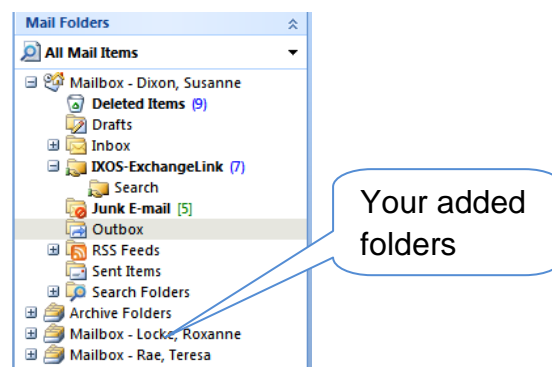 Mail Folders
All Mail Items
Mailbox - Dixon, Susanne
Deleted Items (9)
Drafts
Inbox
IXOS-ExchangeLink (7)
Search
Junk E-mail [5]
Outbox
RSS Feeds
Sent Items
Search Folders
Archive Folders
Mailbox - Locke, Roxanne
Mailbox - Rae, Teresa
Your added
folders